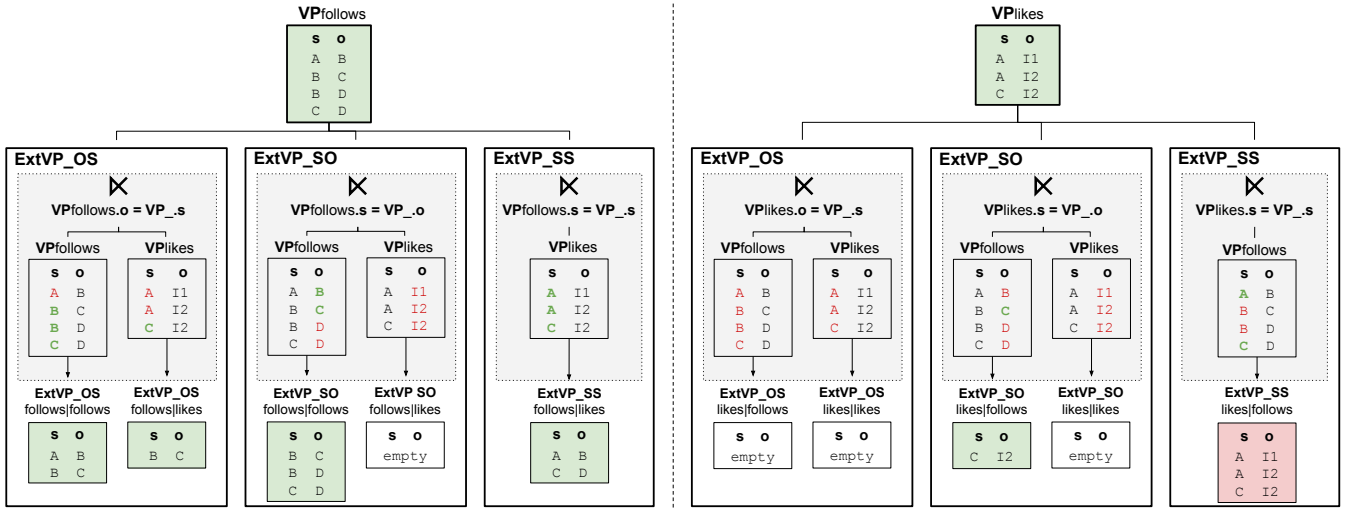 VPfollows
s o
A B
B C
B D
C D
ExtVP_OS
⋉
VPfollows.o = VP_.s
VPfollows
s o
A B
B C
B D
C D
VPlikes
s o
A I1
A I2
C I2
ExtVP_OS
follows|follows
s o
A B
B C
ExtVP_OS
follows|likes
s o
B C
ExtVP_SO
⋉
VPfollows.s = VP_.o
VPfollows
s o
A B
B C
B D
C D
VPlikes
s o
A I1
A I2
C I2
ExtVP_SO
follows|follows
s o
B C
B D
C D
ExtVP SO
follows|likes
s o
empty
ExtVP_SS
⋉
VPfollows.s = VP_.s
VPlikes
s o
A I1
A I2
C I2
ExtVP_SS
follows|likes
s o
A B
C D
VPlikes
s o
A I1
A I2
C I2
ExtVP_OS
⋉
VPlikes.o = VP_.s
VPfollows
s o
A B
B C
B D
C D
VPlikes
s o
A I1
A I2
C I2
ExtVP_OS
likes|follows
s o
empty
ExtVP_OS
likes|likes
s o
empty
ExtVP_SO
⋉
VPlikes.s = VP_.o
VPfollows
s o
A B
B C
B D
C D
VPlikes
s o
A I1
A I2
C I2
ExtVP_SO
likes|follows
s o
C I2
ExtVP_SO
likes|likes
s o
empty
ExtVP_SS
⋉
VPlikes.s = VP_.s
VPfollows
s o
A B
B C
B D
C D
ExtVP_SS
likes|follows
s o
A I1
A I2
C I2